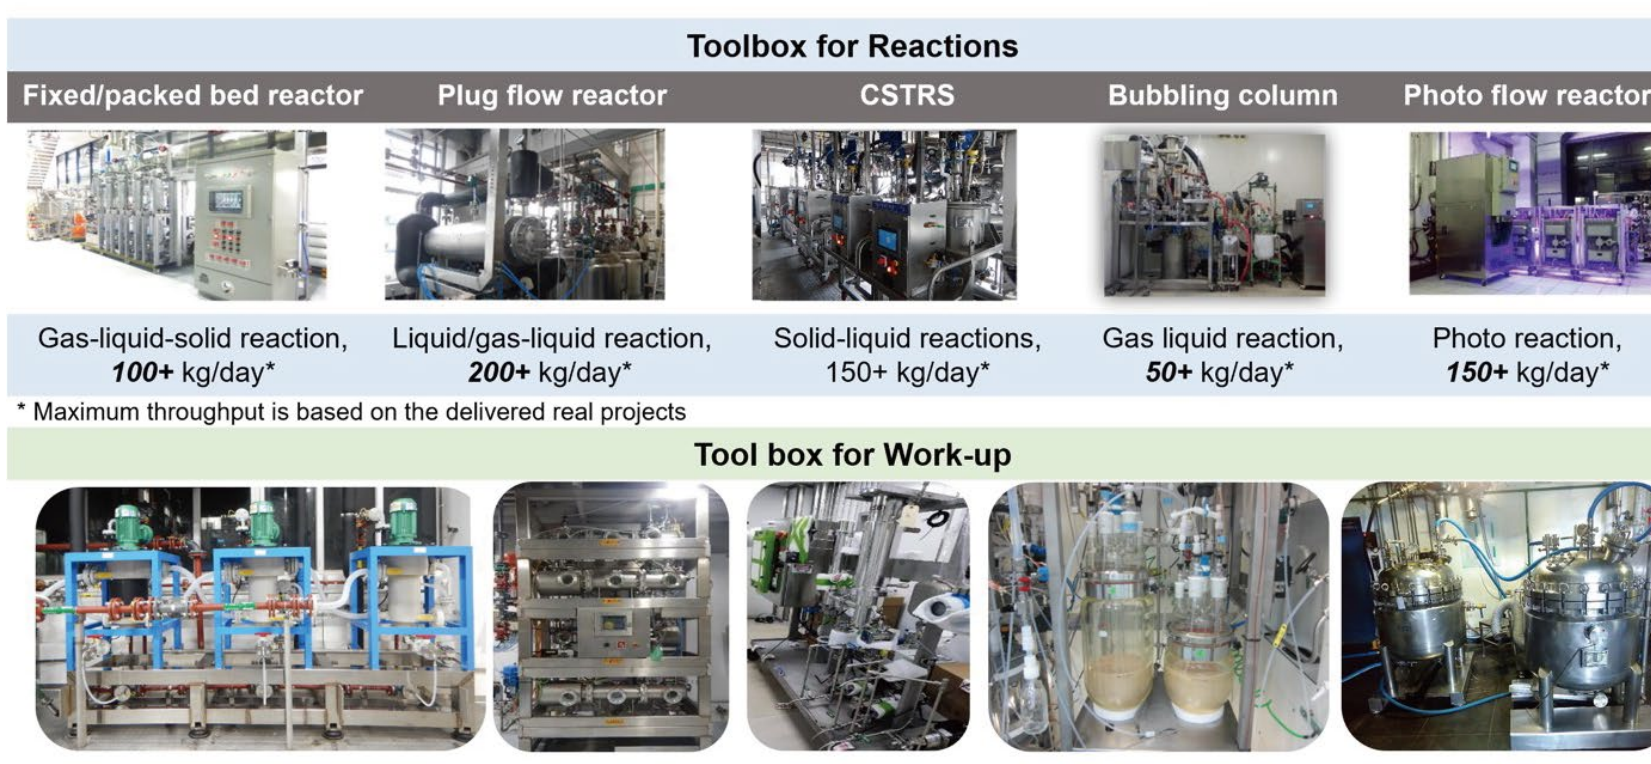 Toolbox for Reactions
Fixed/packed bed reactor Plug flow reactor CSTRS Bubbling column Photo flow reactor
Gas-liquid-solid reaction, Liquid/gas-liquid reaction, Solid-liquid reactions, Gas liquid reaction, Photo reaction,
100+ kg/day* 200+ kg/day* 150+ kg/day* 50+ kg/day* 150+ kg/day*
* Maximum throughput is based on the delivered real projects
Tool box for Work-up